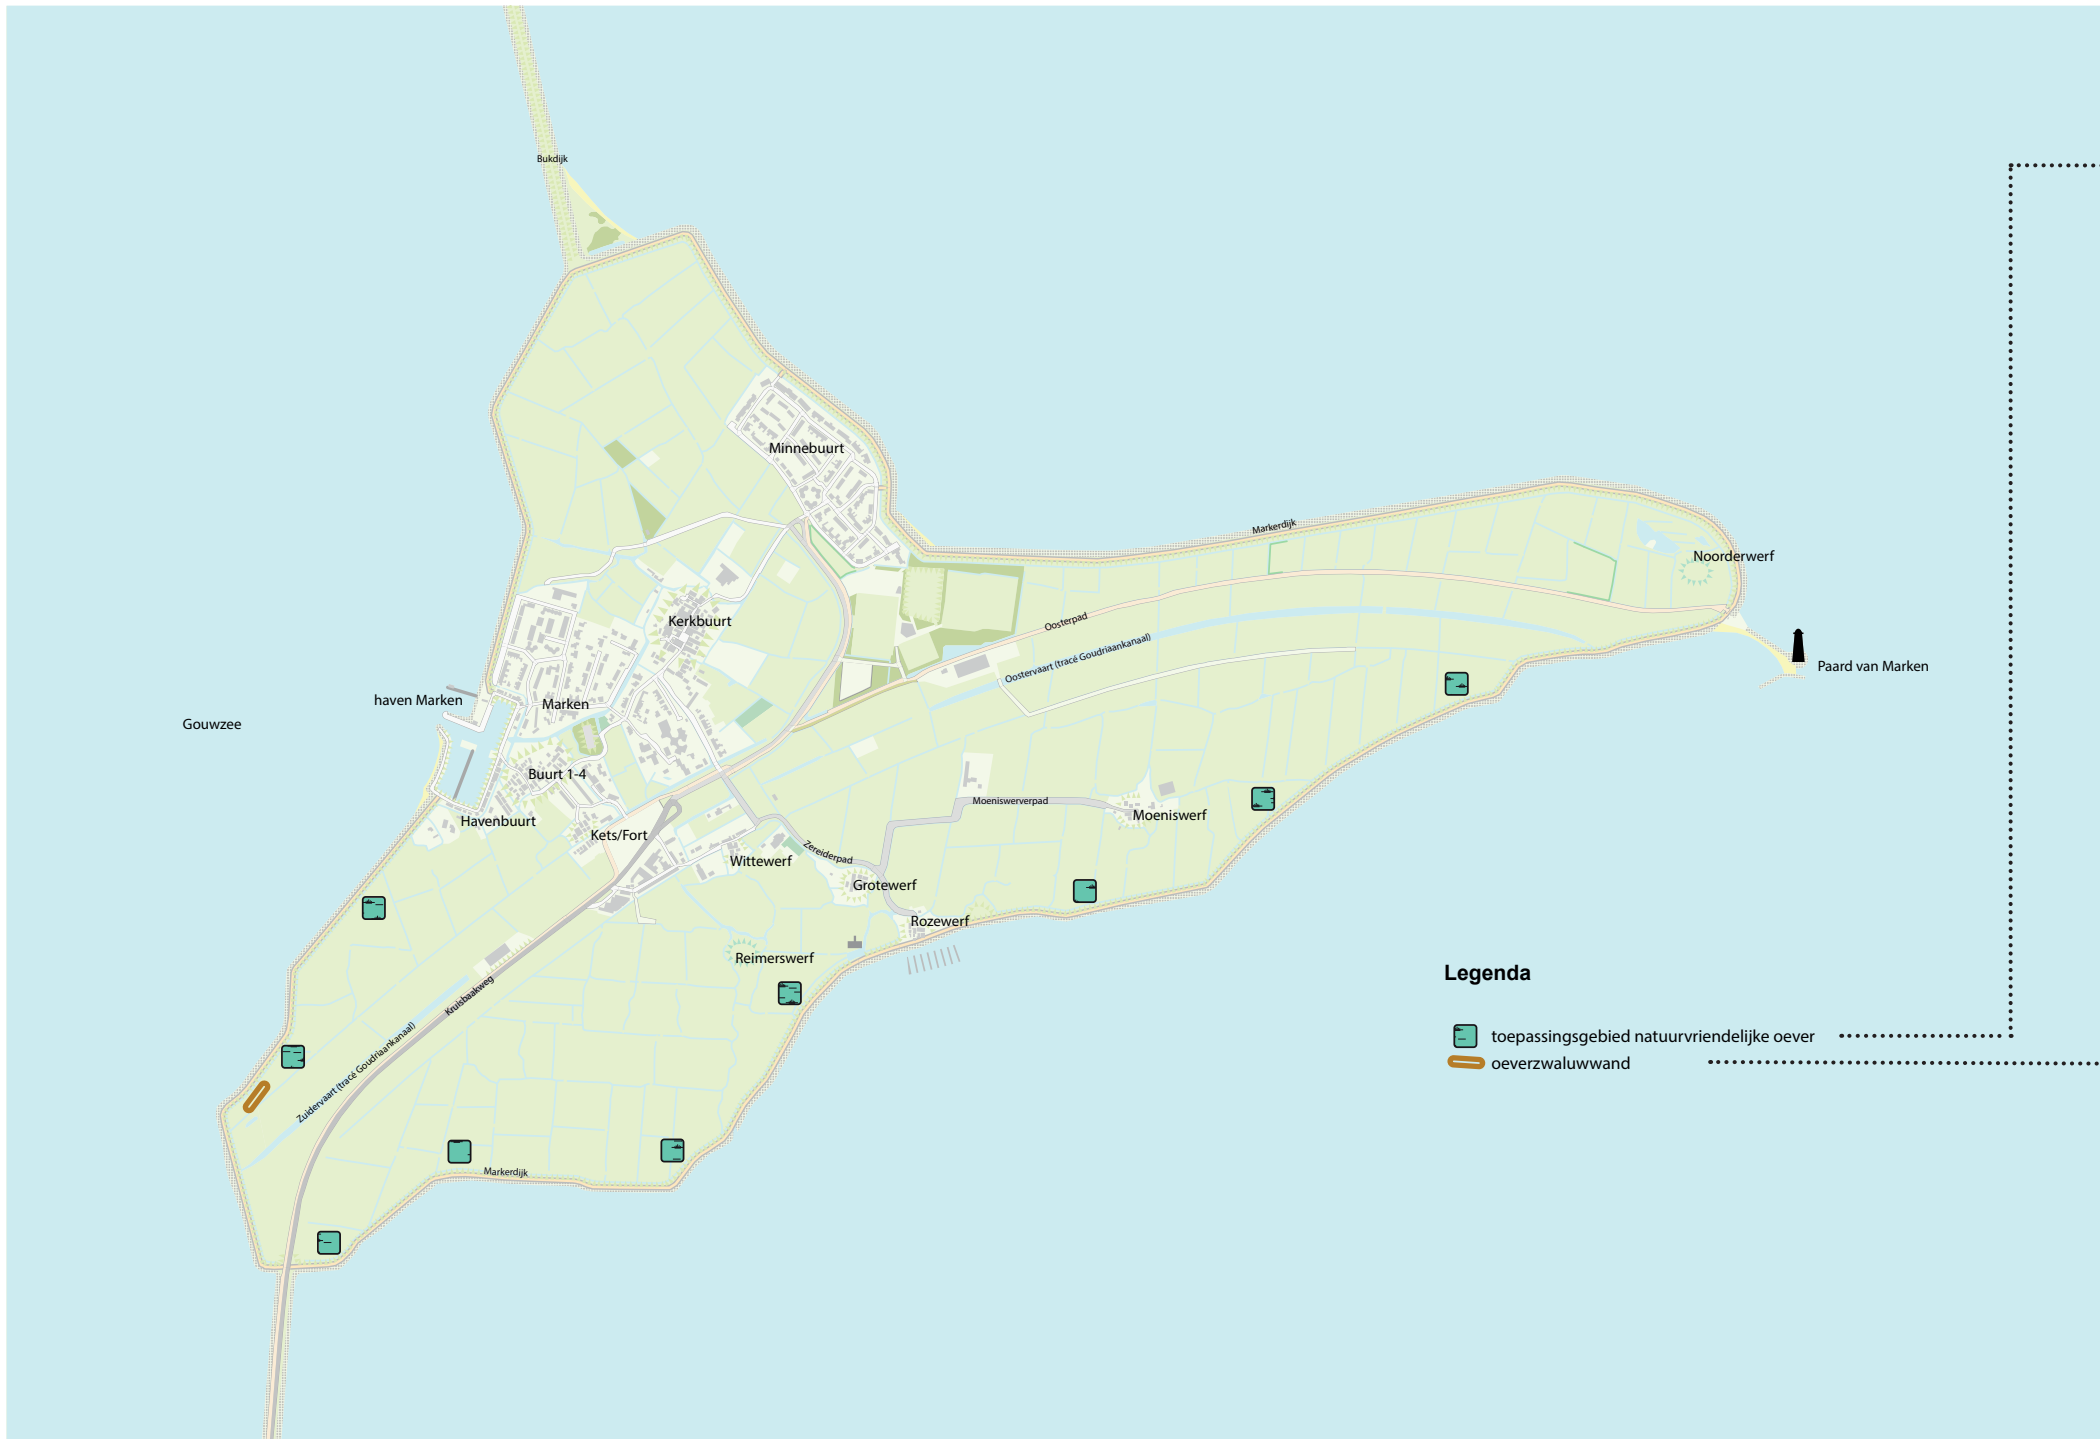 Bukdijk
Minnebuurt
Markerdijk
Noorderwerf
Kerkbuurt
Oosterpad
Oostervaart (tracé Goudriaankanaal)
Paard van Marken
haven Marken
Marken
Gouwzee
Buurt 1-4
Moeniswerverpad
Moeniswerf
Havenbuurt
Kets/Fort
Zereiderpad
Wittewerf
Grotewerf
Rozewerf
Reimerswerf
Kruisbaakweg
Zuidervaart (tracé Goudriaankanaal)
Markerdijk
Legenda
toepassingsgebied natuurvriendelijke oever
oeverzwaluwwand